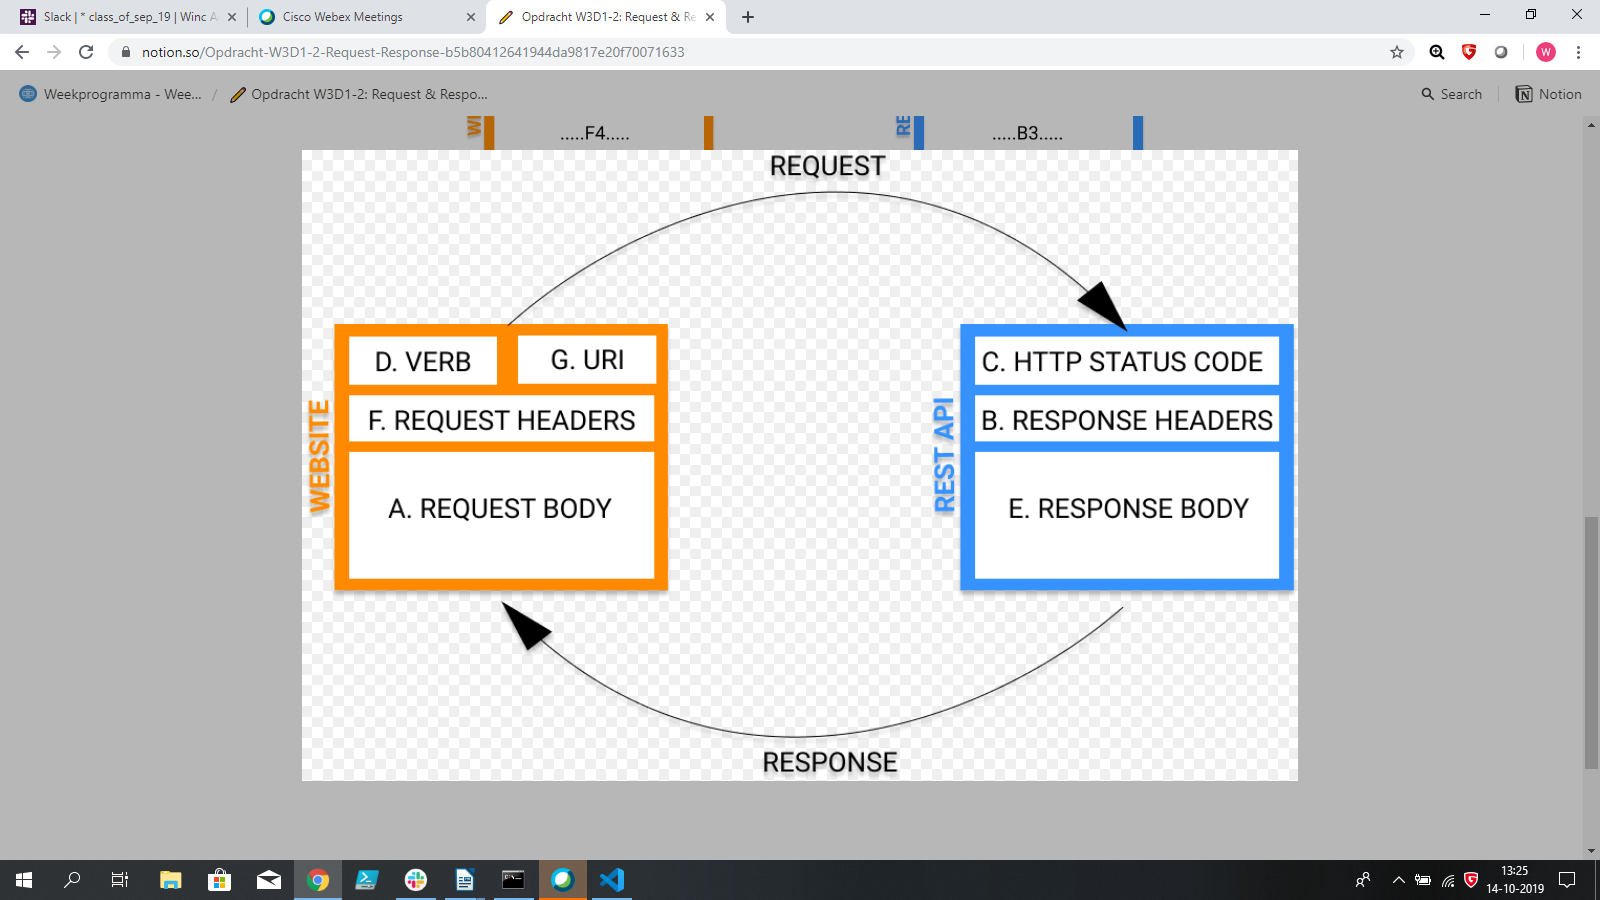 Slack | * class_of_sep_19 | Winc A
Cisco Webex Meetings
Opdracht W3D1-2: Request & Re
notion.so/Opdracht-W3D1-2-Request-Response-b5b80412641944da9817e20f70071633
W
Weekprogramma - Wee... / Opdracht W3D1-2: Request & Respo...
Search
Notion
WI
.....F4.....
RE
.....B3.....
REQUEST
WEBSITE
D. VERB
G. URI
F. REQUEST HEADERS
A. REQUEST BODY
REST API
C. HTTP STATUS CODE
B. RESPONSE HEADERS
E. RESPONSE BODY
RESPONSE
13:25
14-10-2019